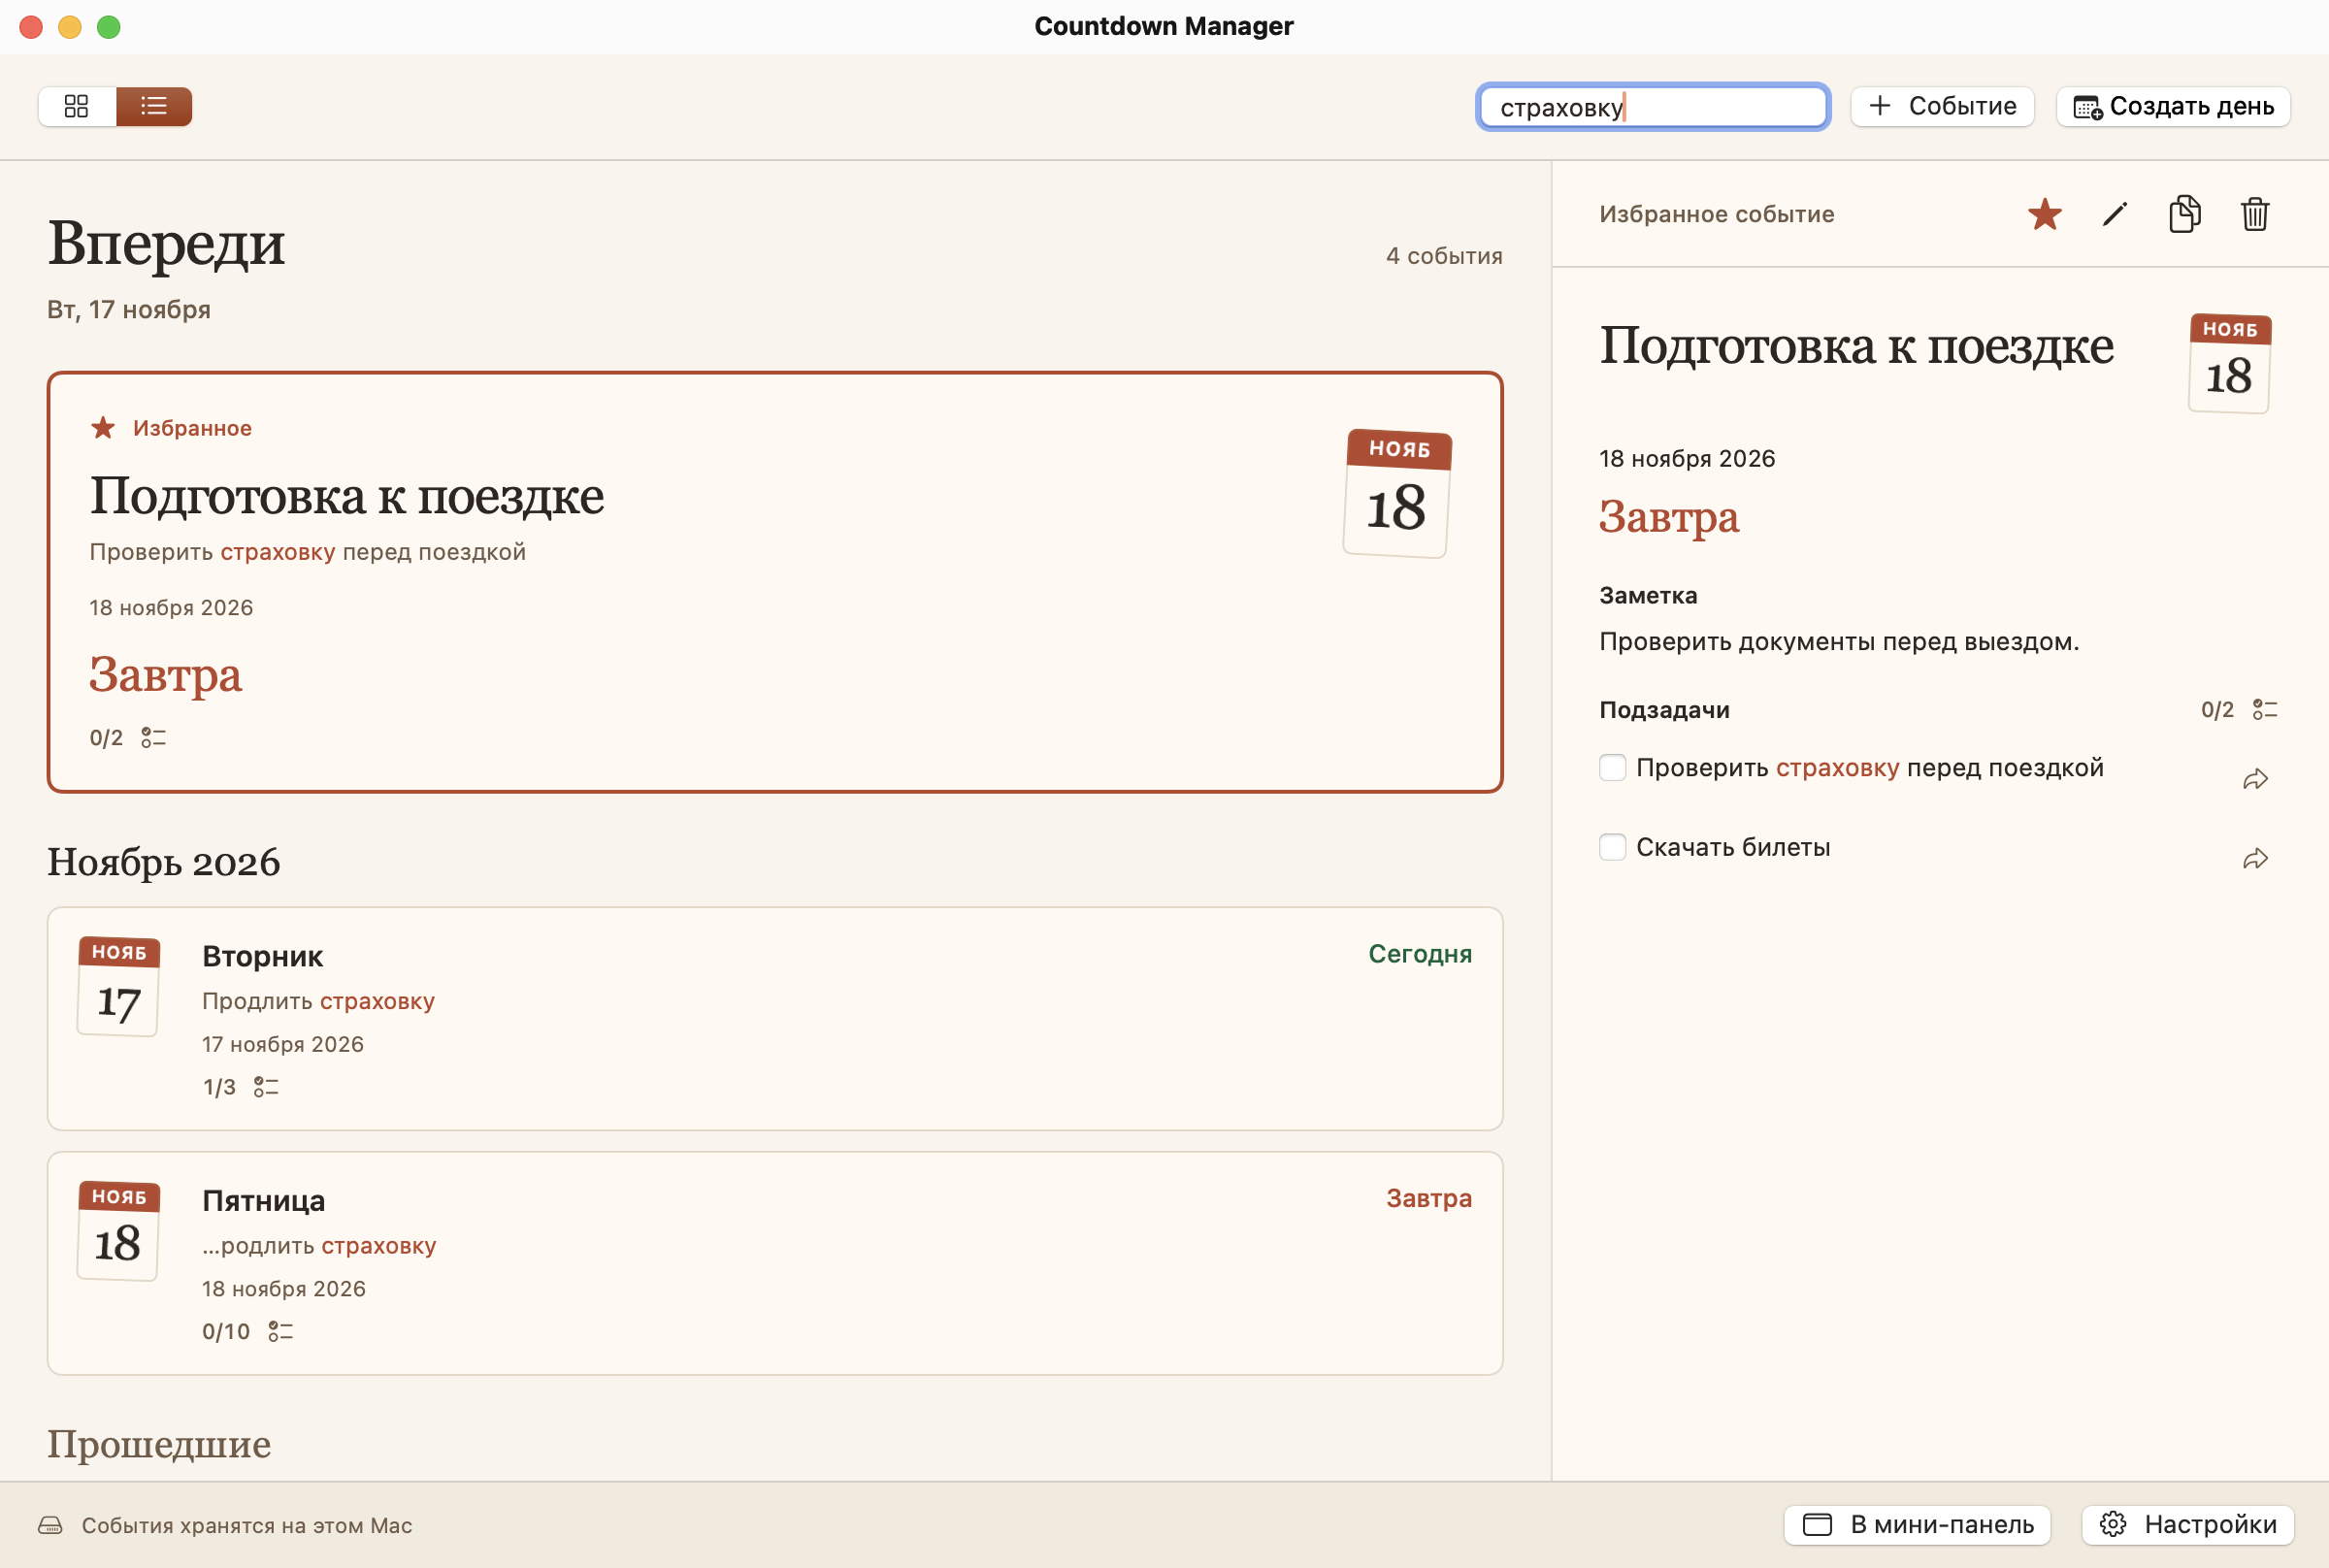 Countdown Manager
страховку
Событие
Создать день
Впереди
4 события
Вт, 17 ноября
Избранное
Подготовка к поездке
Проверить страховку перед поездкой
18 ноября 2026
Завтра
0/2
НОЯБ
18
Ноябрь 2026
НОЯБ
17
Вторник
Сегодня
Продлить страховку
17 ноября 2026
1/3
НОЯБ
18
Пятница
Завтра
...родлить страховку
18 ноября 2026
0/10
Прошедшие
Избранное событие
Подготовка к поездке
НОЯБ
18
18 ноября 2026
Завтра
Заметка
Проверить документы перед выездом.
Подзадачи
0/2
Проверить страховку перед поездкой
Скачать билеты
События хранятся на этом Mac
В мини-панель
Настройки